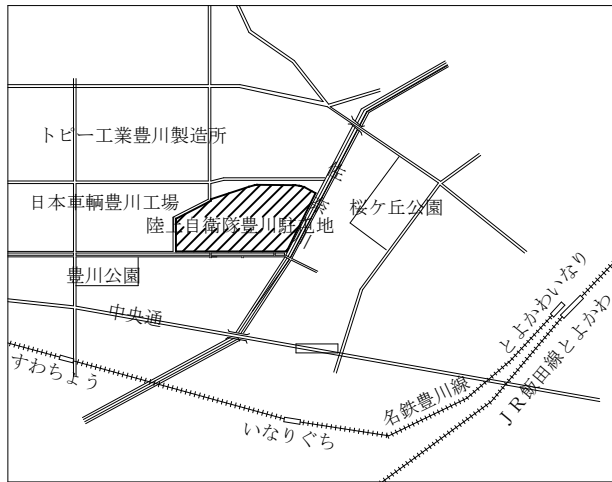 トピー工業豊川製造所
日本車輌豊川工場
陸上自衛隊豊川駐屯地
桜ケ丘公園
豊川公園
中央通
すわちょう
いなりぐち
名鉄豊川線
とよかわいなり
JR飯田線とよかわ